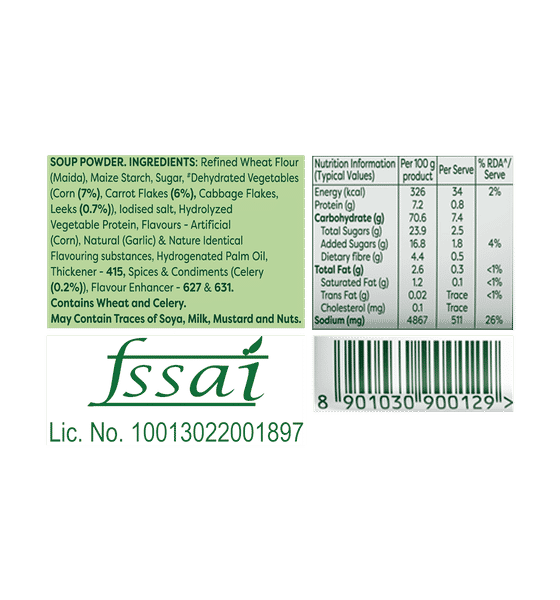 SOUP POWDER. INGREDIENTS: Refined Wheat Flour
(Maida), Maize Starch, Sugar, #Dehydrated Vegetables
(Corn (7%), Carrot Flakes (6%), Cabbage Flakes,
Leeks (0.7%)), Iodised salt, Hydrolyzed
Vegetable Protein, Flavours - Artificial
(Corn), Natural (Garlic) & Nature Identical
Flavouring substances, Hydrogenated Palm Oil,
Thickener - 415, Spices & Condiments (Celery
(0.2%)), Flavour Enhancer - 627 & 631.
Contains Wheat and Celery.
May Contain Traces of Soya, Milk, Mustard and Nuts.
Nutrition Information Per 100 g Per Serve % RDA^/
(Typical Values) product Serve
Energy (kcal) 326 34 2%
Protein (g) 7.2 0.8
Carbohydrate (g) 70.6 7.4
Total Sugars (g) 23.9 2.5
Added Sugars (g) 16.8 1.8 4%
Dietary fibre (g) 4.4 0.5
Total Fat (g) 2.6 0.3 <1%
Saturated Fat (g) 1.2 0.1 <1%
Trans Fat (g) 0.02 Trace <1%
Cholesterol (mg) 0.1 Trace
Sodium (mg) 4867 511 26%
fssai
Lic. No. 10013022001897
8 901030 900129 >